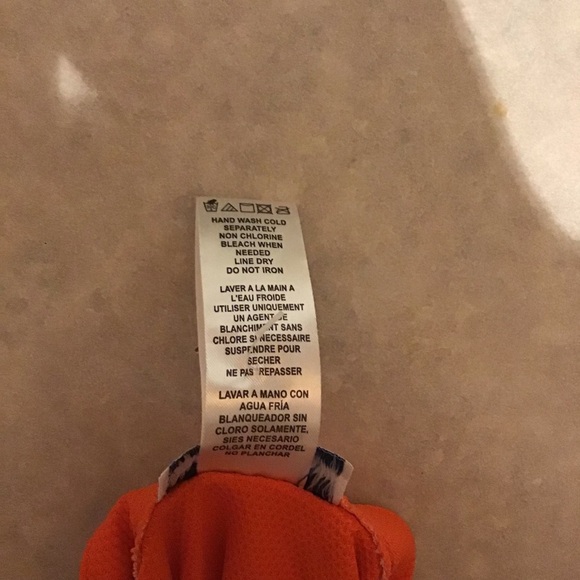 HAND WASH COLD
SEPARATELY
NON CHLORINE
BLEACH WHEN
NEEDED
LINE DRY
DO NOT IRON
LAVER A LA MAIN A
L'EAU FROIDE
UTILISER UNIQUEMENT
UN AGENT DE
BLANCHIMENT SANS
CHLORE SI NECESSAIRE
SUSPENDRE POUR
SECHER
NE PAS REPASSER
LAVAR A MANO CON
AGUA FRÍA
BLANQUEADOR SIN
CLORO SOLAMENTE,
SIES NECESARIO
COLGAR EN CORDEL
NO PLANCHAR